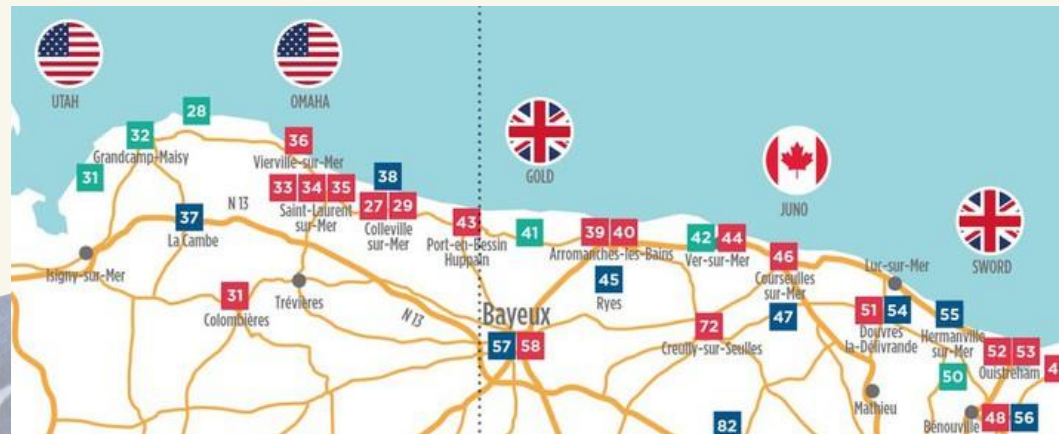 UTAH
OMAHA
GOLD
JUNO
SWORD
28
32
Grandcamp-Maisy
31
36
Vierville-sur-Mer
33 34 35
Saint-Laurent
sur-Mer
38
27 29
Colleville
sur-Mer
N 13
37
La Cambe
Isigny-sur-Mer
43
Port-en-Bessin
Huppain
41
39 40
Arromanches-les-Bains
42 44
Ver-sur-Mer
46
Courseulles
sur-Mer
Luc-sur-Mer
45
Ryes
47
31
Colombières
Trévières
N 13
Bayeux
57 58
72
Creully-sur-Seulles
51 54
Douvres
la-Délivrande
55
Hermanville
sur-Mer
52 53
Ouistreham
50
Mathieu
Bénouville
48 56
82